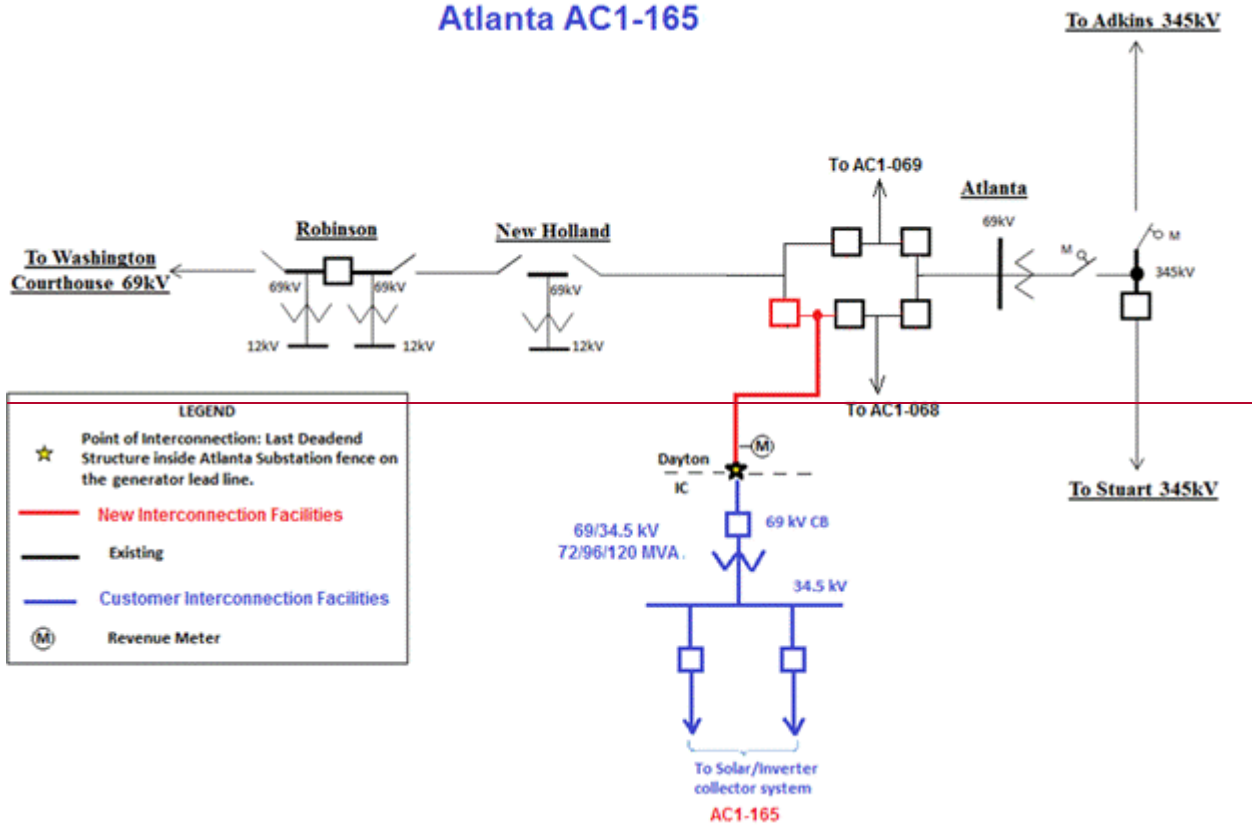 Atlanta AC1-165
To Adkins 345kV
To AC1-069
Atlanta
69kV
M
M
345kV
Robinson
New Holland
To Washington
Courthouse 69kV
69kV
69kV
69kV
12kV
12kV
12kV
To AC1-068
To Stuart 345kV
LEGEND
Point of Interconnection: Last Deadend
Structure inside Atlanta Substation fence on
the generator lead line.
New Interconnection Facilities
Existing
Customer Interconnection Facilities
M
Revenue Meter
M
Dayton
IC
69 kV CB
69/34.5 kV
72/96/120 MVA.
34.5 kV
To Solar/Inverter
collector system
AC1-165